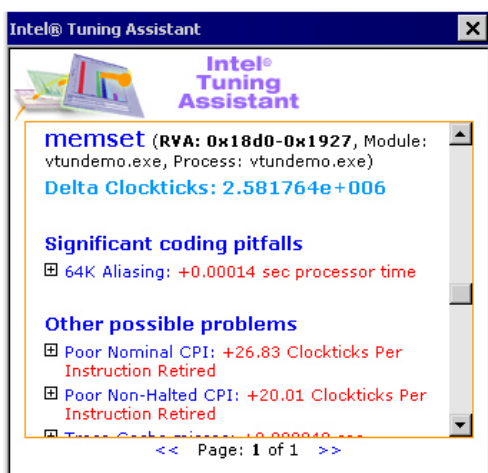 Intel® Tuning Assistant
Intel®
Tuning
Assistant
memset (RVA: 0x18d0-0x1927, Module:
vtundemo.exe, Process: vtundemo.exe)
Delta Clockticks: 2.581764e+006
Significant coding pitfalls
64K Aliasing: +0.00014 sec processor time
Other possible problems
Poor Nominal CPI: +26.83 Clockticks Per
Instruction Retired
Poor Non-Halted CPI: +20.01 Clockticks Per
Instruction Retired
Trace Cache misses:
<< Page: 1 of 1 >>